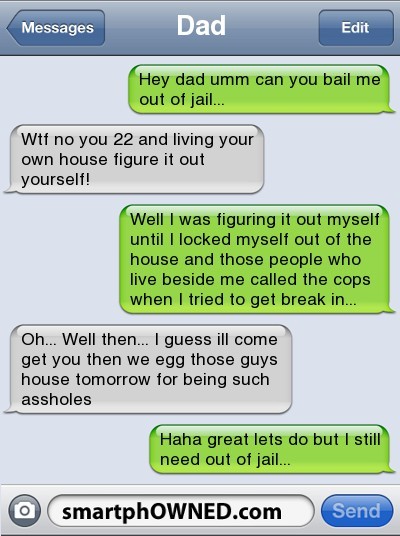 Messages
Dad
Edit
Hey dad umm can you bail me
out of jail...
Wtf no you 22 and living your
own house figure it out
yourself!
Well I was figuring it out myself
until I locked myself out of the
house and those people who
live beside me called the cops
when I tried to get break in...
Oh... Well then... I guess ill come
get you then we egg those guys
house tomorrow for being such
assholes
Haha great lets do but I still
need out of jail...
smartphOWNED.com
Send